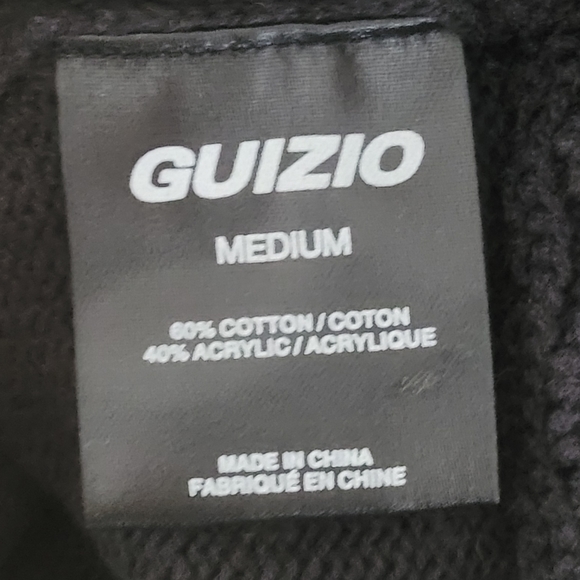 GUIZIO
MEDIUM
60% COTTON / COTON
40% ACRYLIC / ACRYLIQUE
MADE IN CHINA
FABRIQUÉ EN CHINE